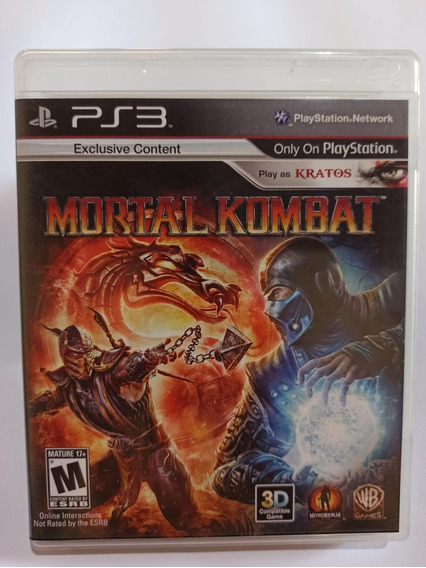 PS3
PlayStation Network
Exclusive Content
Only On PlayStation
Play as KRATOS
MORTAL KOMBAT
MATURE 17+
M
CONTENT RATED BY
ESRB
Online Interactions
Not Rated by the ESRB
3D
Compatible
Game
NETHERREALM
WB
GAMES